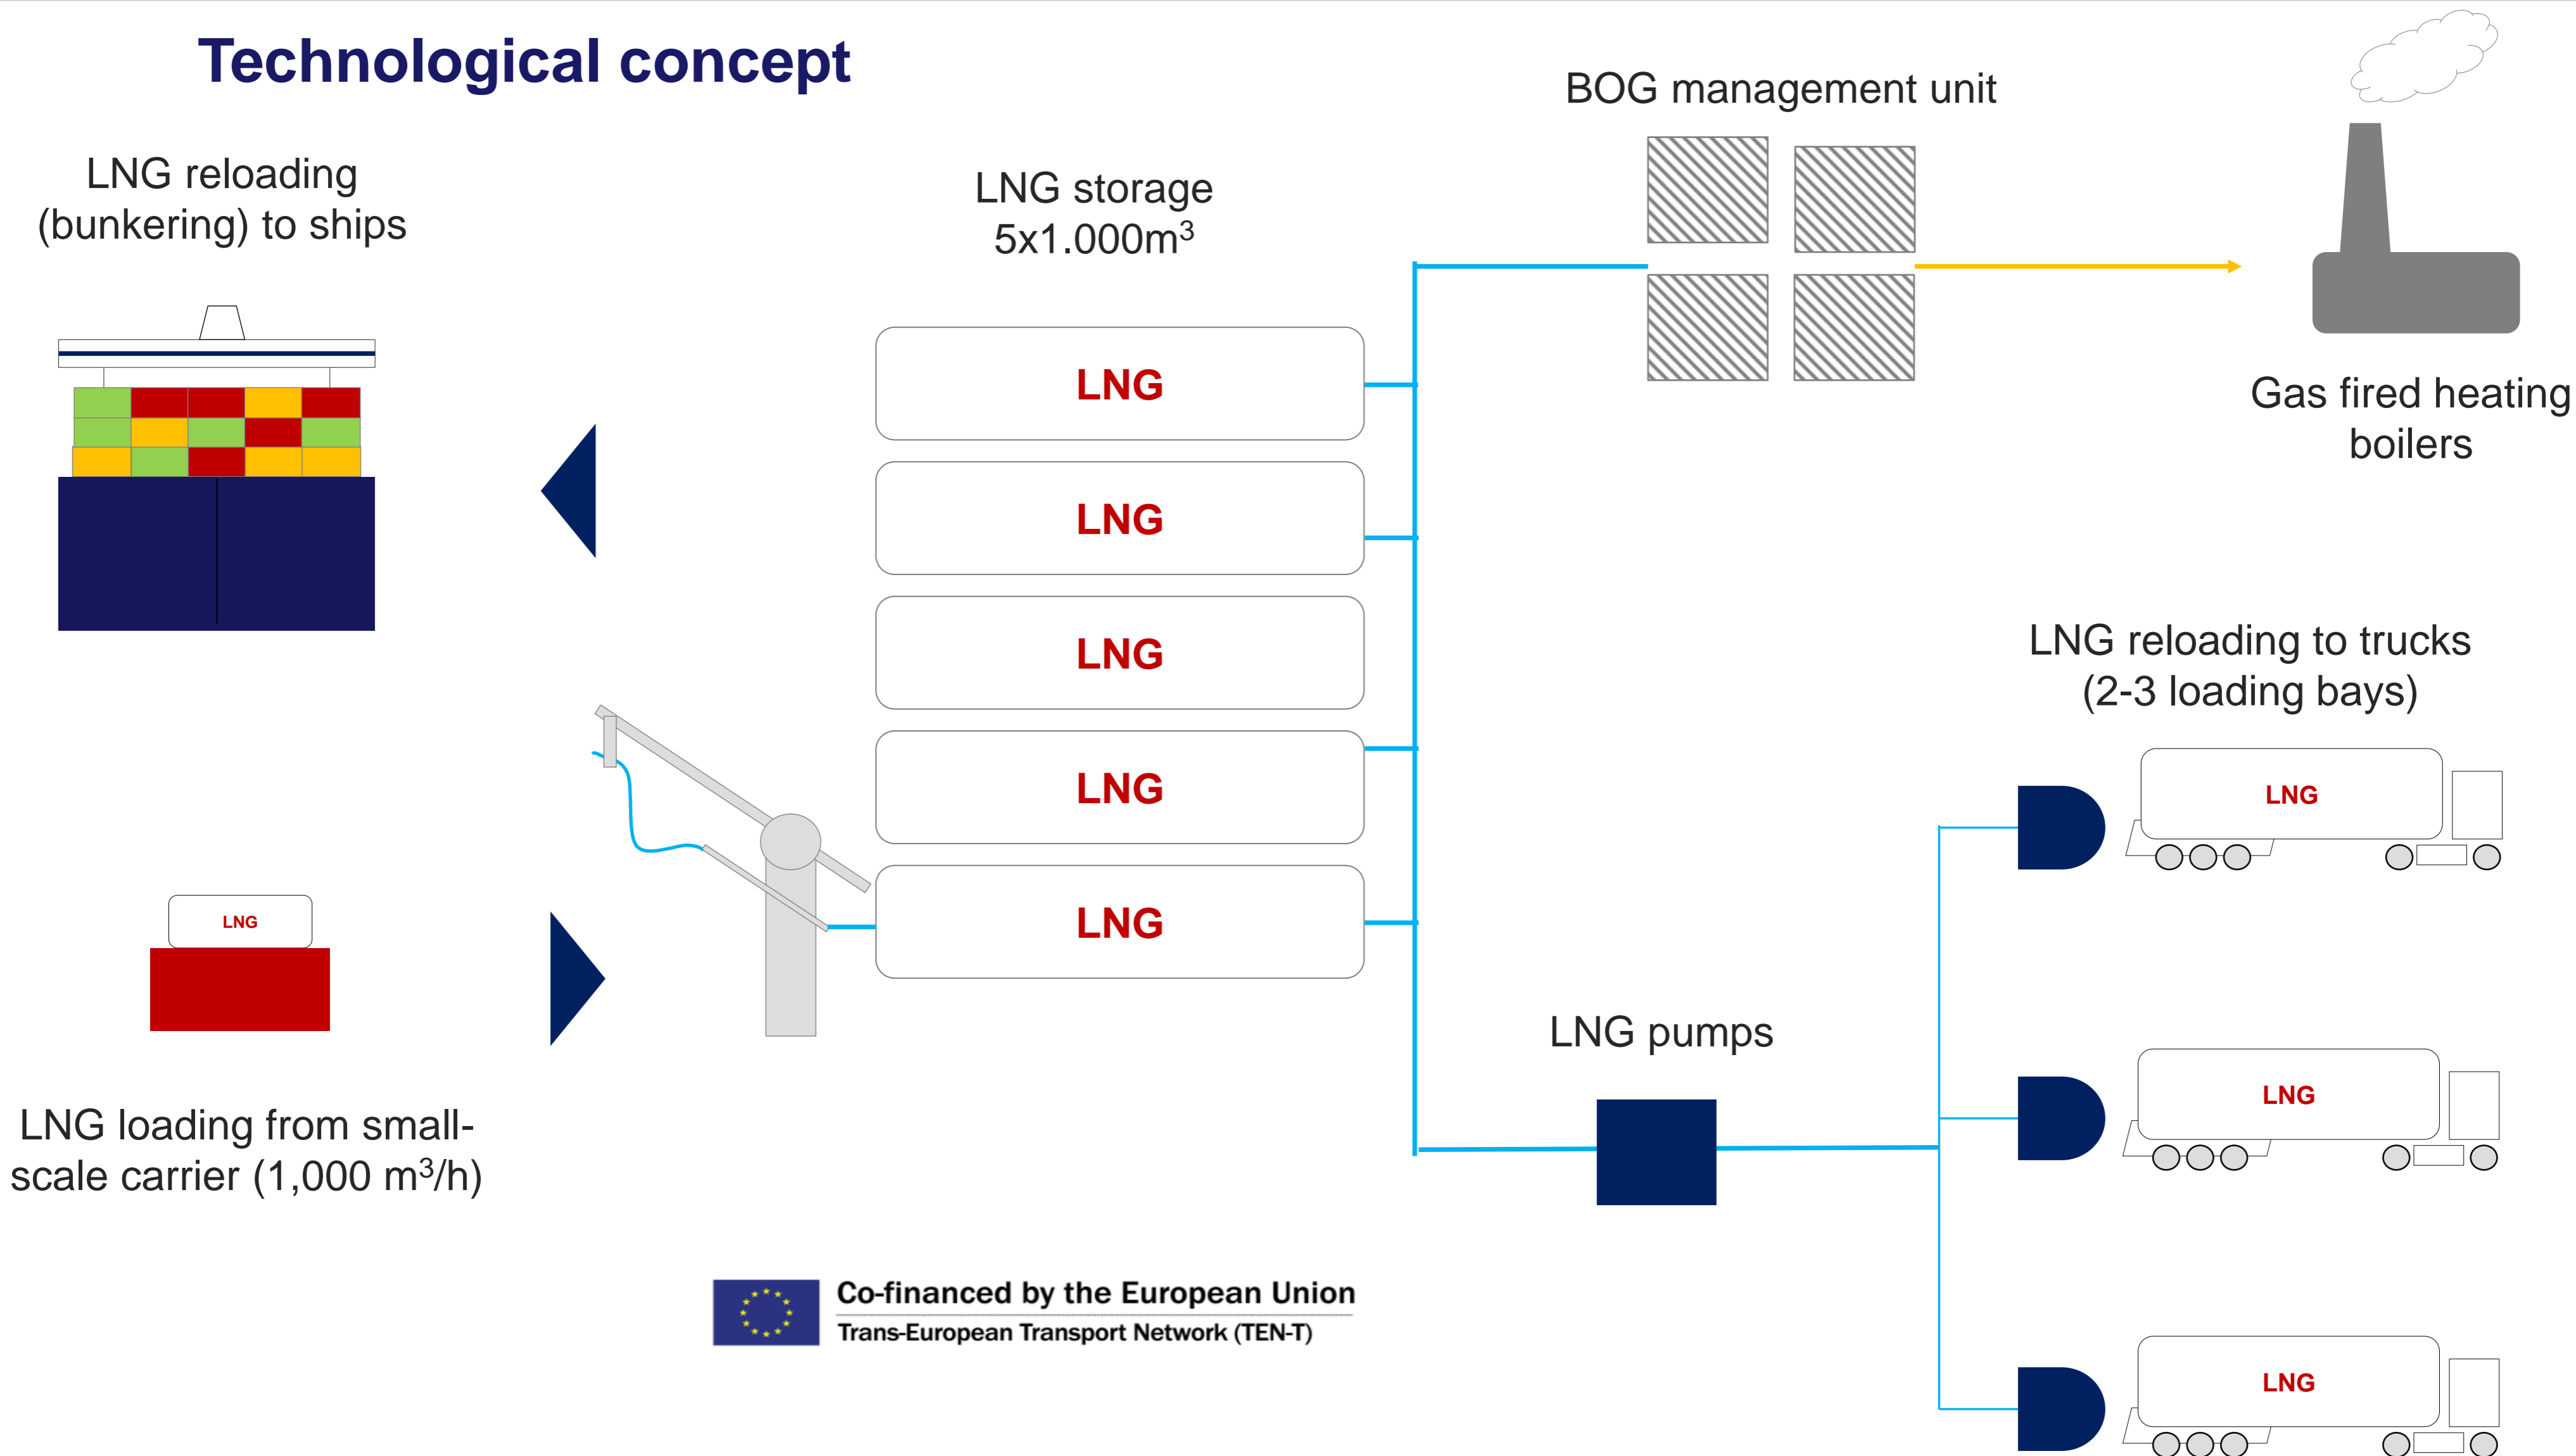 Technological concept
LNG reloading
(bunkering) to ships
LNG storage
5x1.000m³
BOG management unit
Gas fired heating
boilers
LNG
LNG
LNG
LNG
LNG
LNG reloading to trucks
(2-3 loading bays)
LNG
LNG
LNG
LNG
LNG loading from small-
scale carrier (1,000 m³/h)
LNG pumps
Co-financed by the European Union
Trans-European Transport Network (TEN-T)